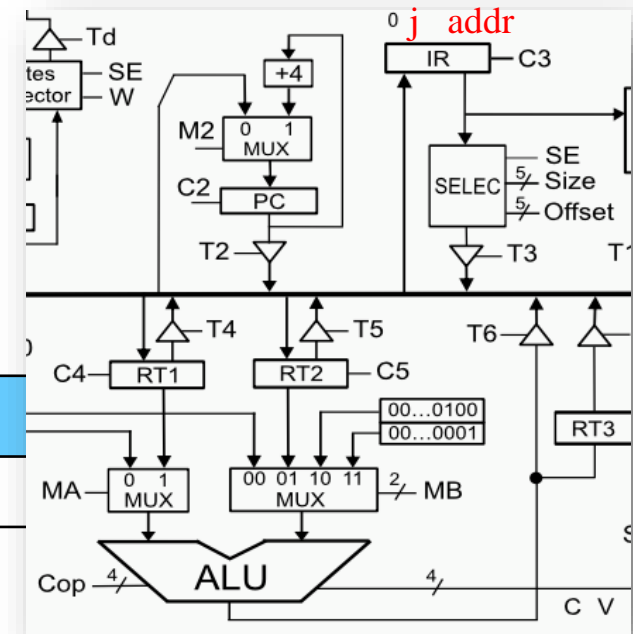 0 j addr
Td
IR
C3
tes
SE
+4
ector
W
M2
0 1
MUX
SE
C2
SELEC
5 Size
PC
5 Offset
T2
T3
T1
T4
T5
T6
C4
RT1
RT2
C5
00...0100
00...0001
RT3
0 1
00 01 10 11
MA
MUX
MUX
2
MB
Cop
4
ALU
4
C V